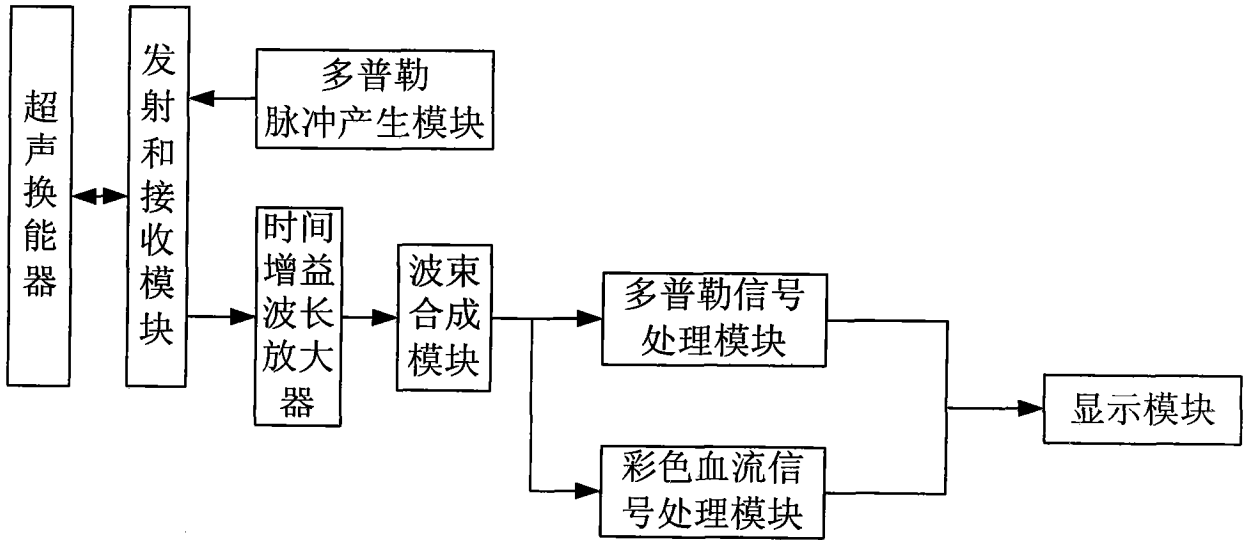 超声换能器
发射和接收模块
多普勒
脉冲产生模块
时间
增益
波长
放大
器
波束
合成
模块
多普勒信号
处理模块
彩色血流信
号处理模块
显示模块